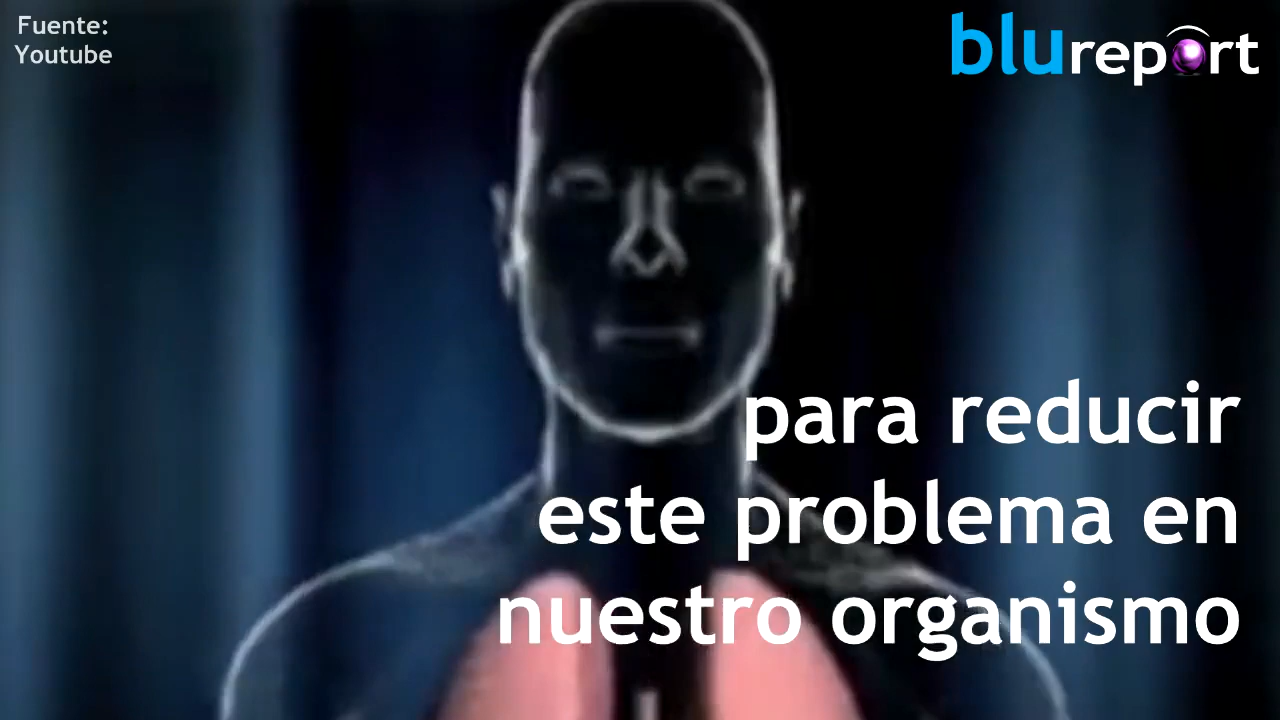 Fuente:
Youtube
blureport
para reducir
este problema en
nuestro organismo